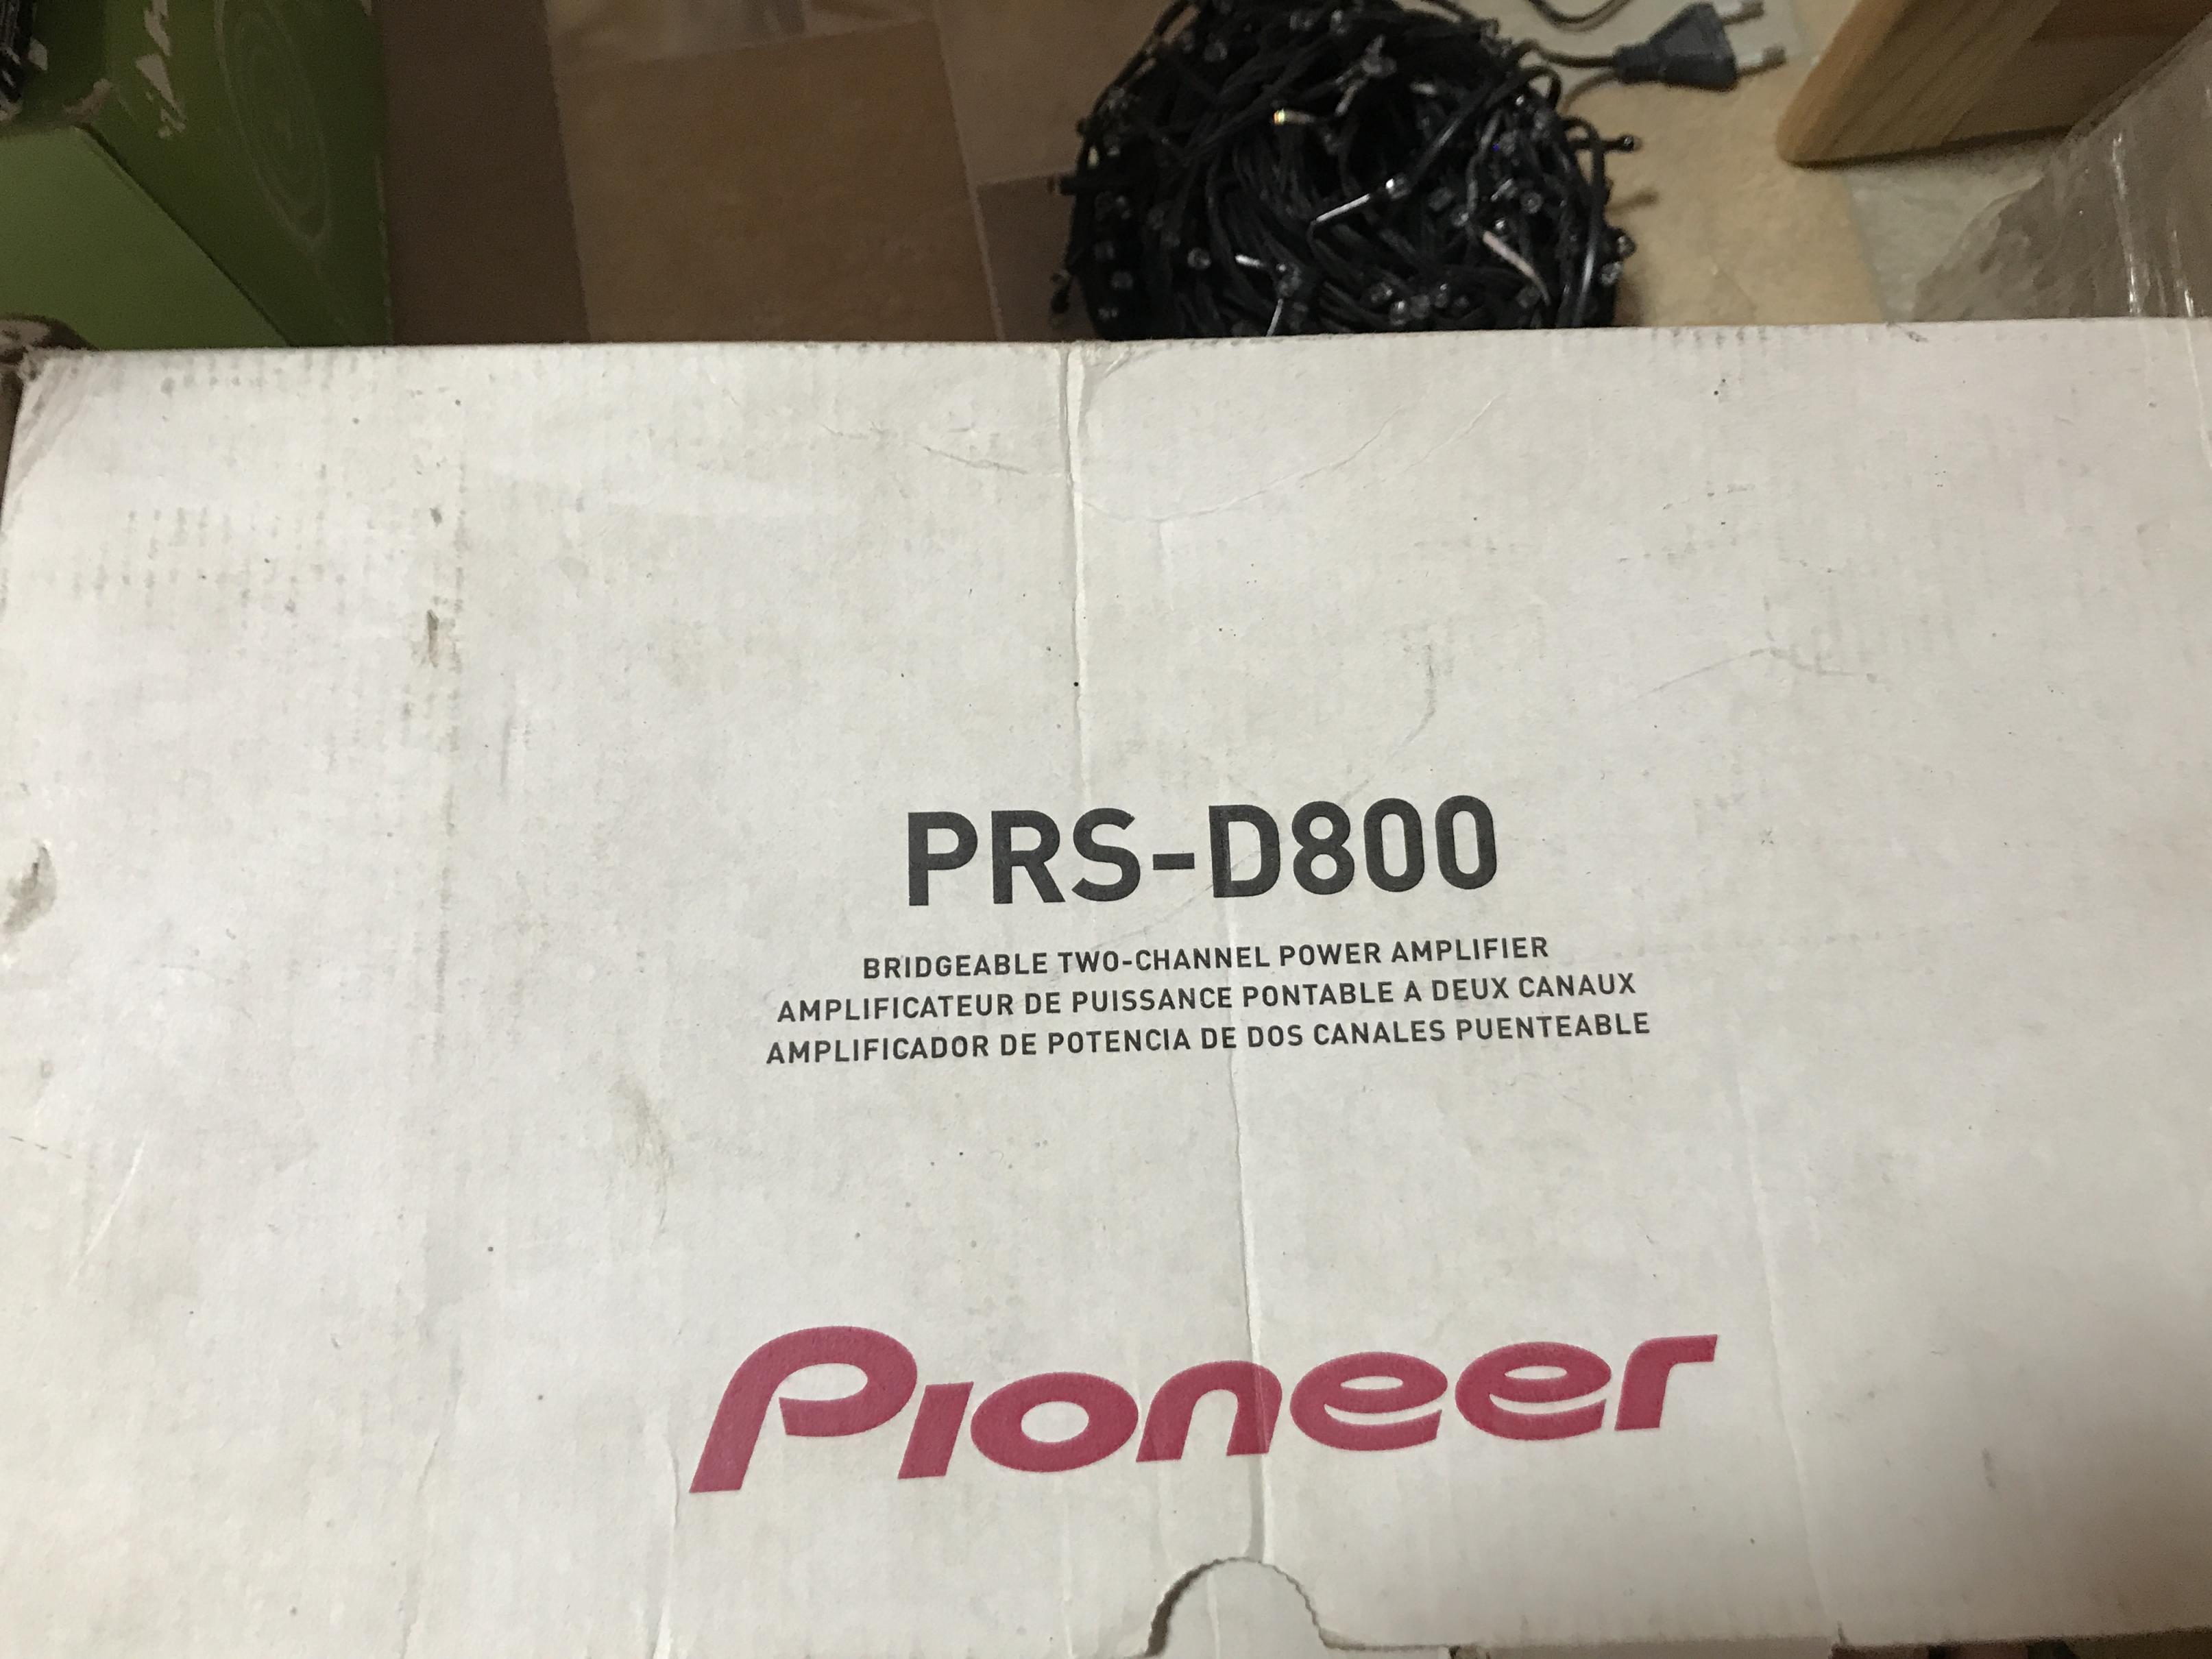 PRS-D800
BRIDGEABLE TWO-CHANNEL POWER AMPLIFIER
AMPLIFICATEUR DE PUISSANCE PONTABLE A DEUX CANAUX
AMPLIFICADOR DE POTENCIA DE DOS CANALES PUENTEABLE
Pioneer